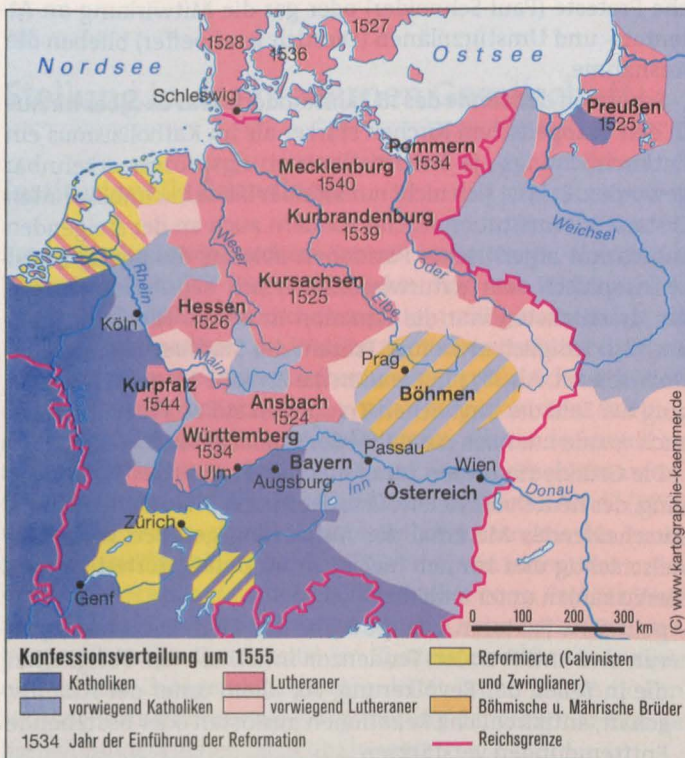 1527
1528
1536
Nordsee
Ostsee
Schleswig
Preußen
1525
Pommern
1534
Mecklenburg
1540
Kurbrandenburg
1539
Weichsel
Weser
Oder
Rhein
Kursachsen
1525
Elbe
Hessen
1526
Köln
Main
Prag
Böhmen
Kurpfalz
1544
Ansbach
1524
Württemberg
1534
Passau
Bayern
Ulm
Augsburg
Inn
Wien
Österreich
Donau
Zürich
Genf
0 100 200 300
km
(C) www.kartographie-kaemmer.de
Konfessionsverteilung um 1555
Katholiken
vorwiegend Katholiken
Lutheraner
vorwiegend Lutheraner
Reformierte (Calvinisten
und Zwinglianer)
Böhmische u. Mährische Brüder
1534 Jahr der Einführung der Reformation
Reichsgrenze